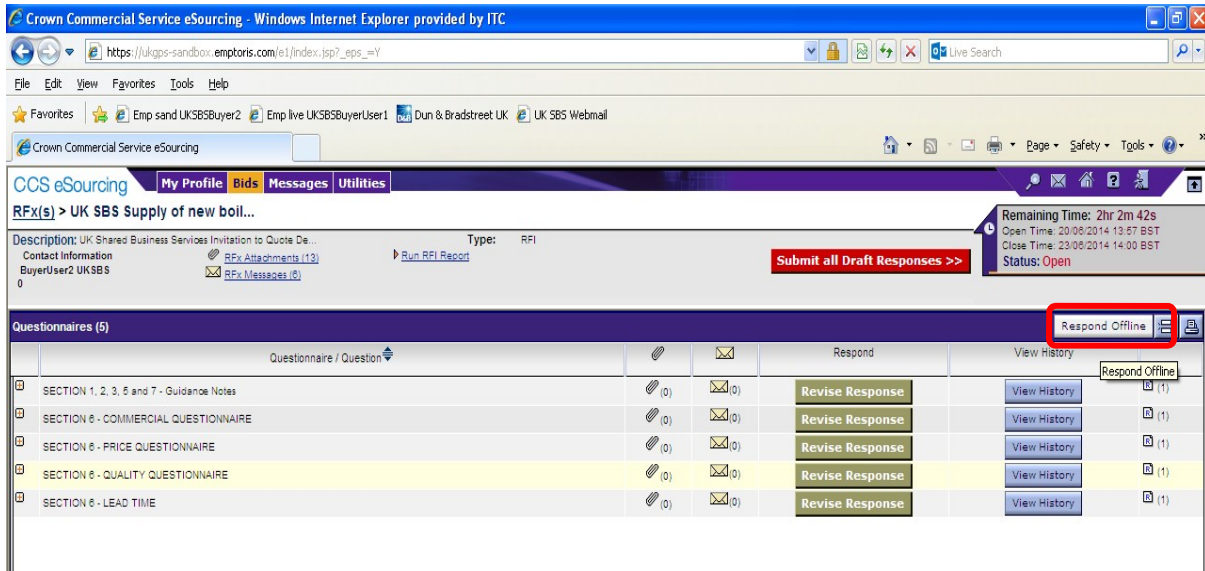 Crown Commercial Service eSourcing - Windows Internet Explorer provided by ITC
https://ukgps-sandbox.emptoris.com/e1/index.jsp?_eps_=Y
Live Search
File Edit View Favorites Tools Help
Favorites Emp sand UKSBSBuyer2 Emp live UKSBSBuyerUser1 Dun & Bradstreet UK UK SBS Webmail
Crown Commercial Service eSourcing
Page Safety Tools
CCS eSourcing My Profile Bids Messages Utilities
RFx(s) > UK SBS Supply of new boil...
Remaining Time: 2hr 2m 42s
Open Time: 20/06/2014 13:57 BST
Close Time: 23/06/2014 14:00 BST
Status: Open
Description: UK Shared Business Services Invitation to Quote De...
Type: RFI
Contact Information
RFx Attachments (13)
Run RFI Report
BuyerUser2 UKSBS
RFx Messages (6)
0
Submit all Draft Responses >>
Questionnaires (5)
Respond Offline
Questionnaire / Question
Respond
View History
Respond Offline
SECTION 1, 2, 3, 5 and 7 - Guidance Notes (0) (0) Revise Response View History R (1)
SECTION 6 - COMMERCIAL QUESTIONNAIRE (0) (0) Revise Response View History R (1)
SECTION 6 - PRICE QUESTIONNAIRE (0) (0) Revise Response View History R (1)
SECTION 6 - QUALITY QUESTIONNAIRE (0) (0) Revise Response View History R (1)
SECTION 6 - LEAD TIME (0) (0) Revise Response View History R (1)